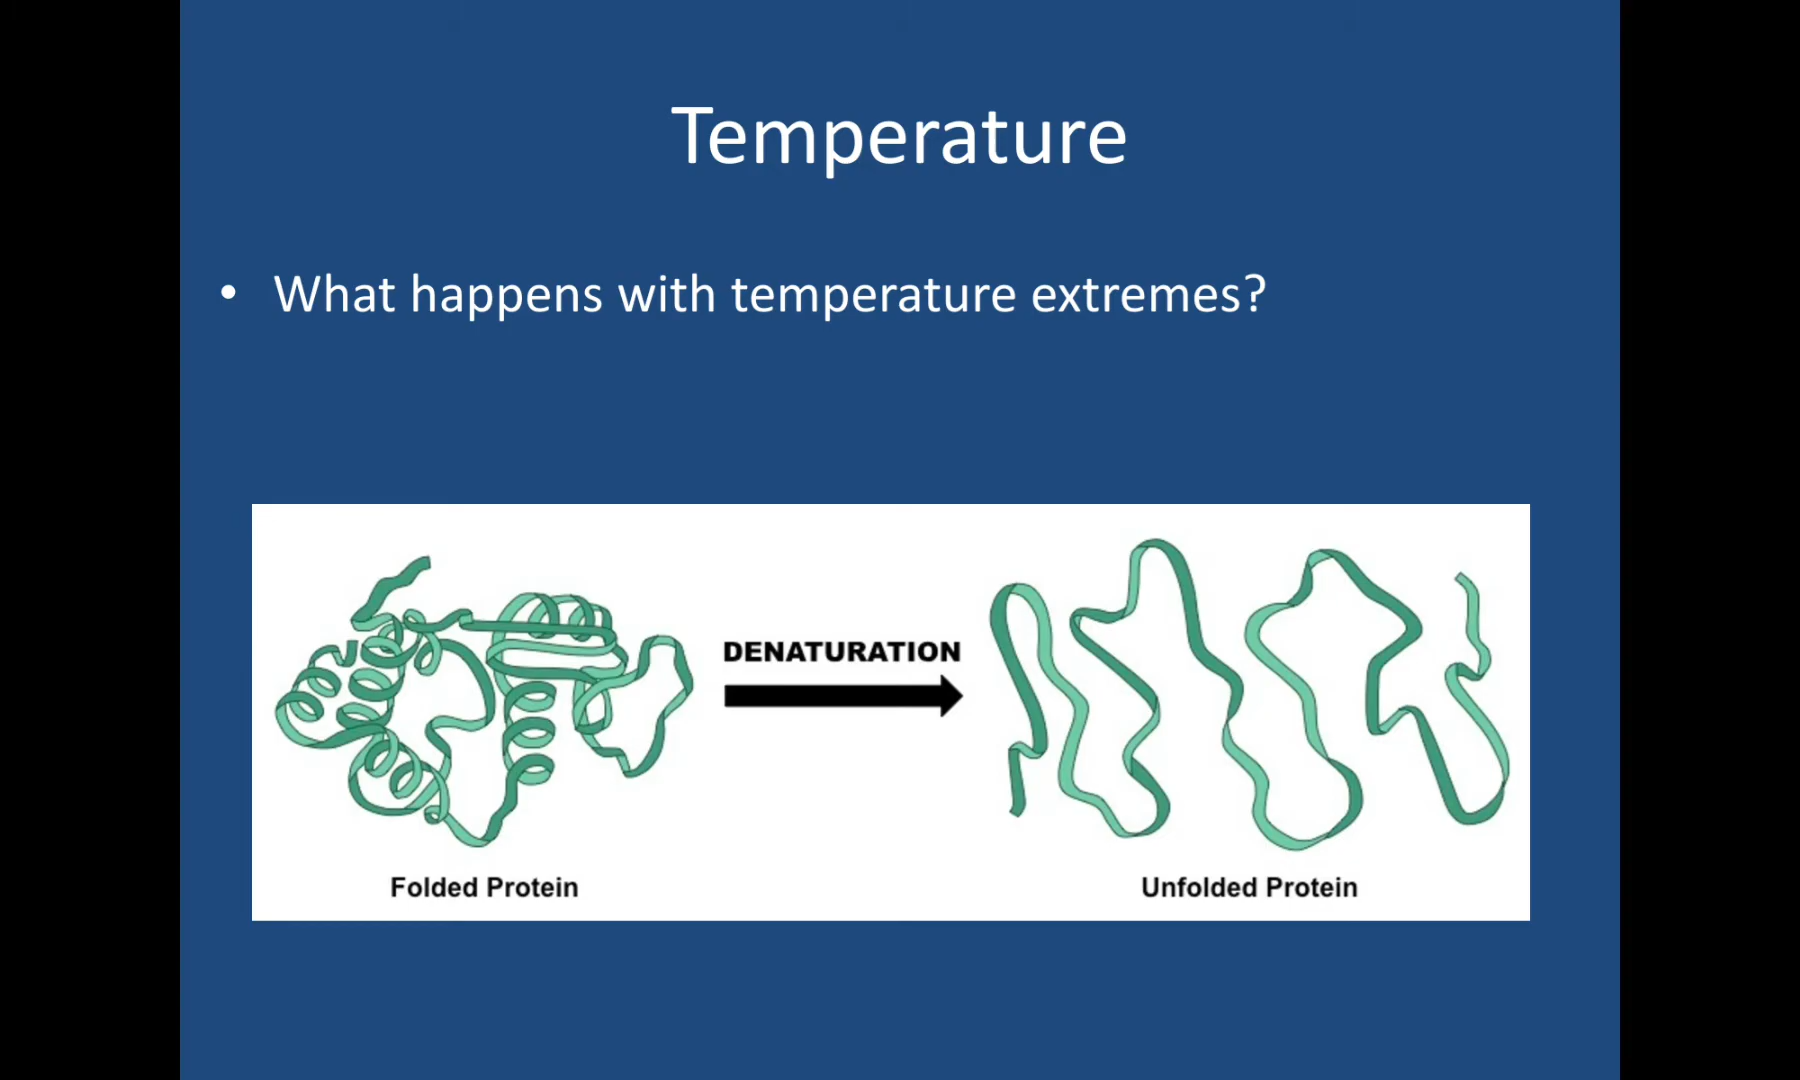 Temperature
• What happens with temperature extremes?
DENATURATION
Folded Protein
Unfolded Protein